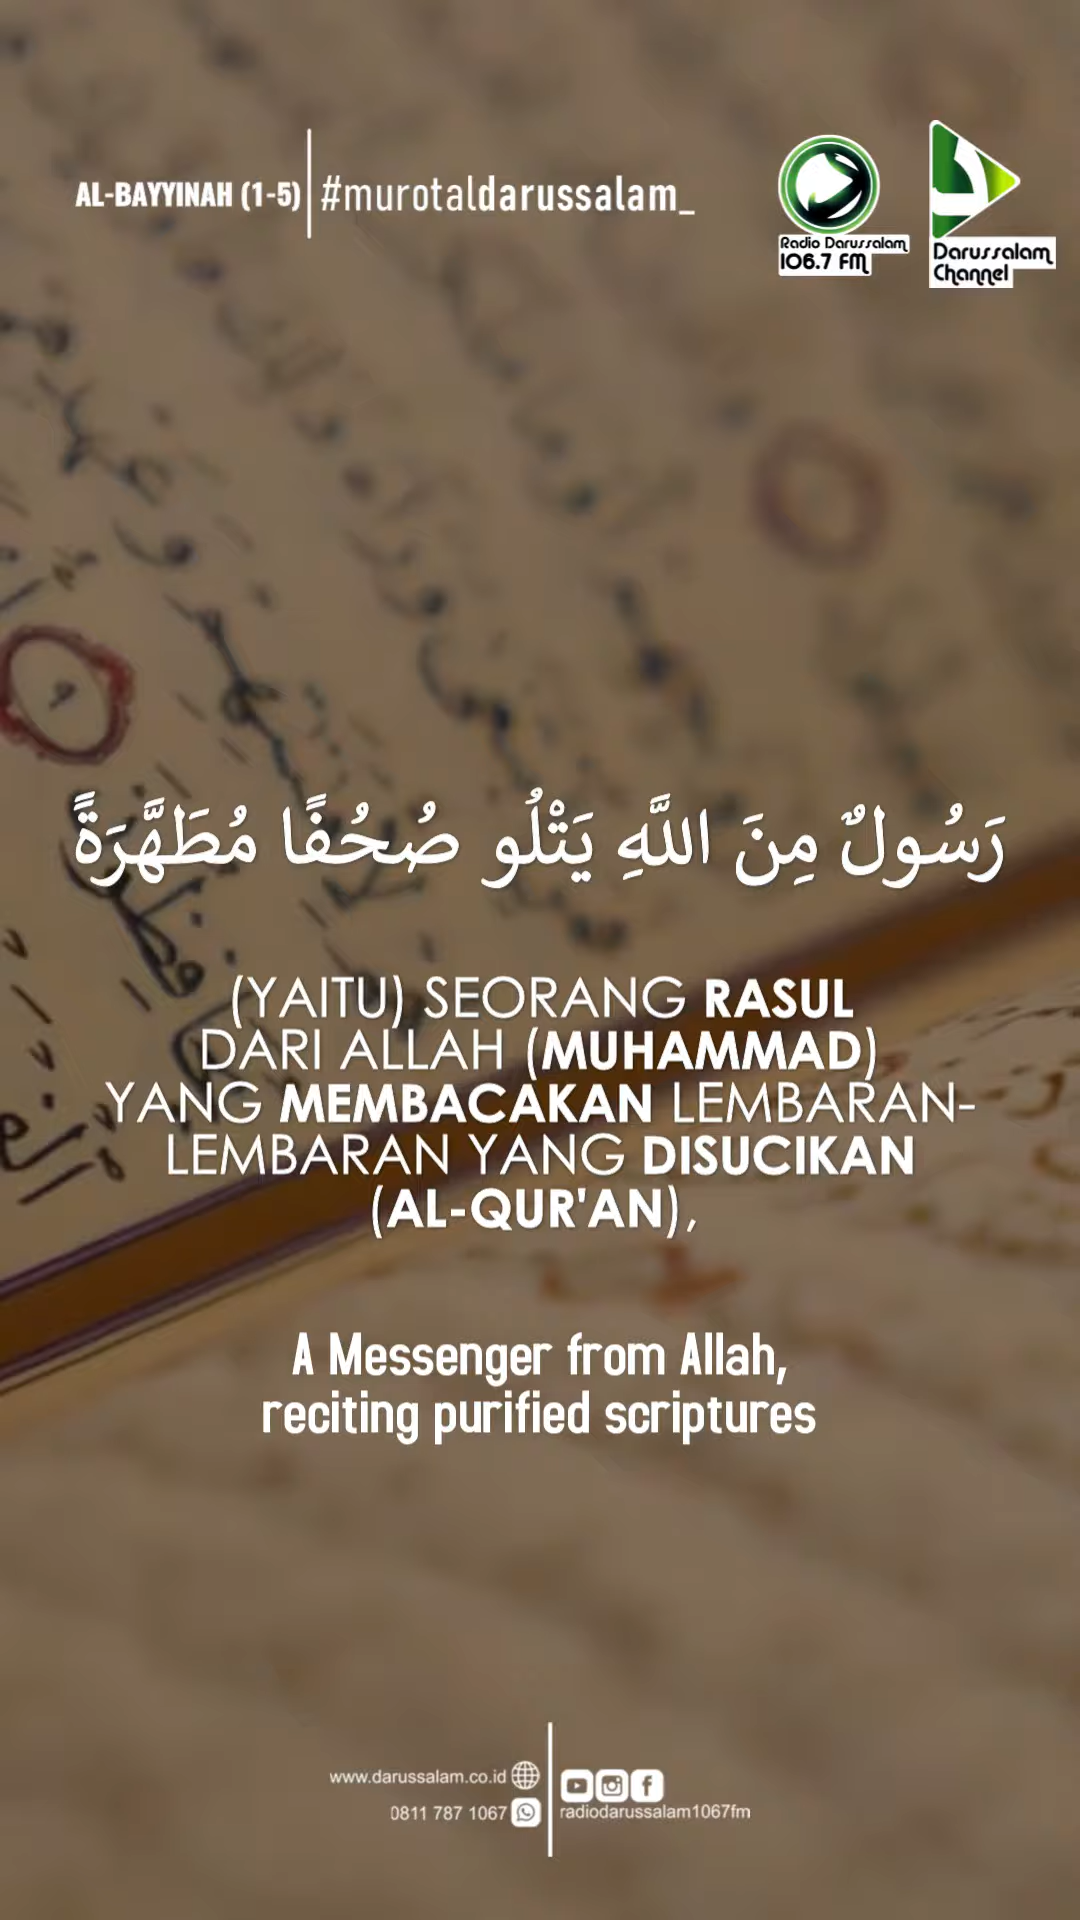 AL-BAYYINAH (1-5) #murotaldarussalam_
Radio Darussalam
106.7 FM
Darussalam
Channel
رَسُولٌ مِنَ اللَّهِ يَتْلُو صُحُفًا مُطَهَّرَةً
(YAITU) SEORANG RASUL
DARI ALLAH (MUHAMMAD)
YANG MEMBACAKAN LEMBARAN-
LEMBARAN YANG DISUCIKAN
(AL-QUR'AN),
A Messenger from Allah,
reciting purified scriptures
www.darussalam.co.id
0811 787 1067
radiodarussalam1067fm